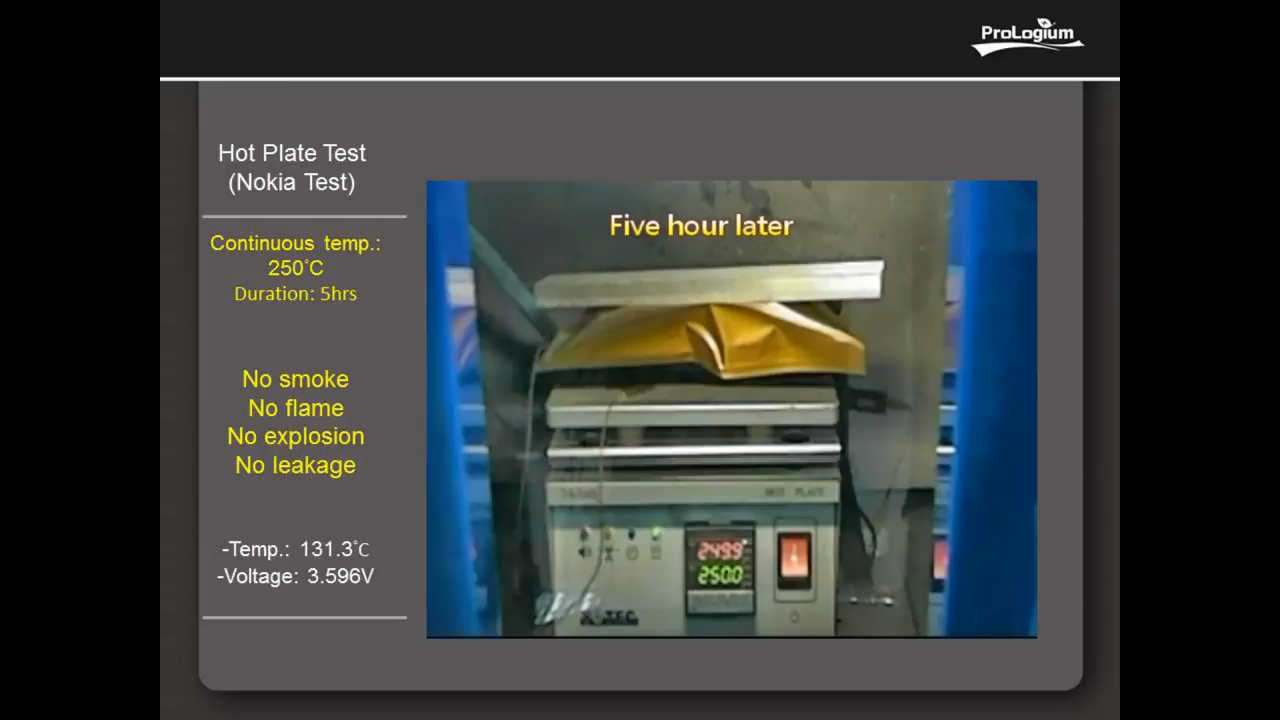 ProLogium
Hot Plate Test
(Nokia Test)
Continuous temp.:
250°C
Duration: 5hrs
No smoke
No flame
No explosion
No leakage
-Temp.: 131.3°C
-Voltage: 3.596V
Five hour later
HOT PLATE
249.9
250.0